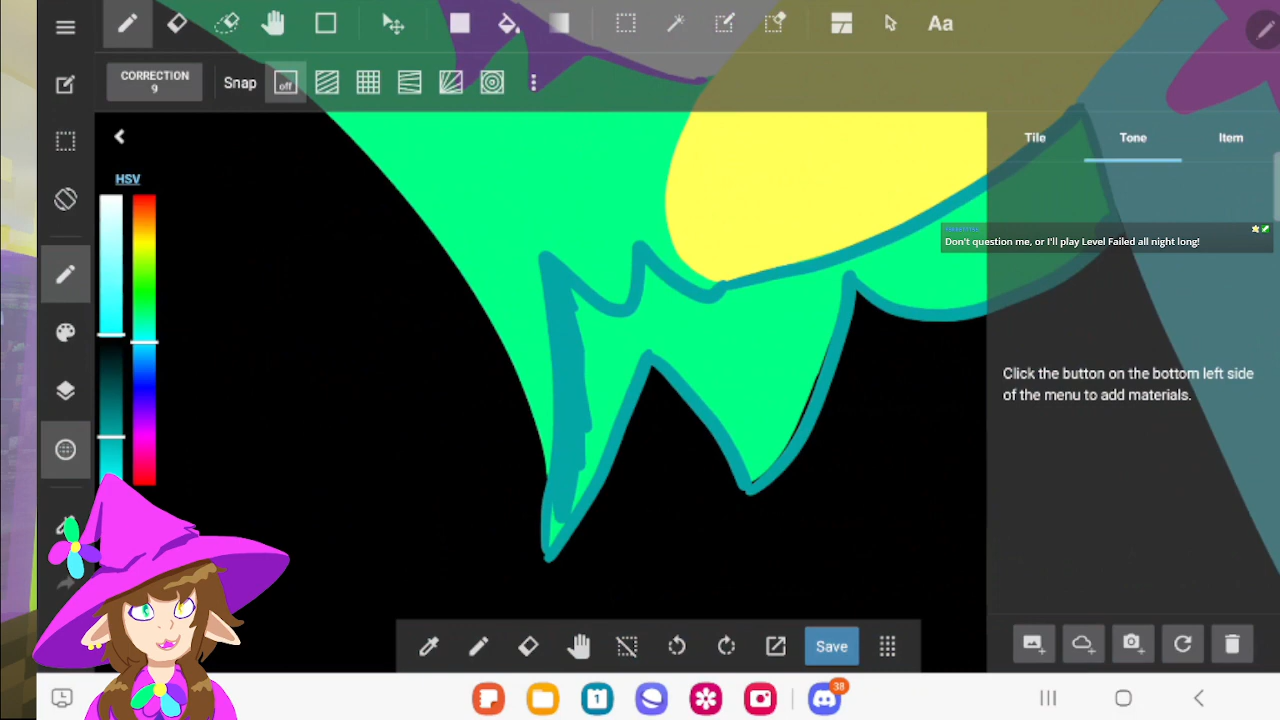 Aa
CORRECTION
9
Snap
off
Tile
Tone
Item
HSV
Don't question me, or I'll play Level Failed all night long!
Click the button on the bottom left side
of the menu to add materials.
Save
1
38